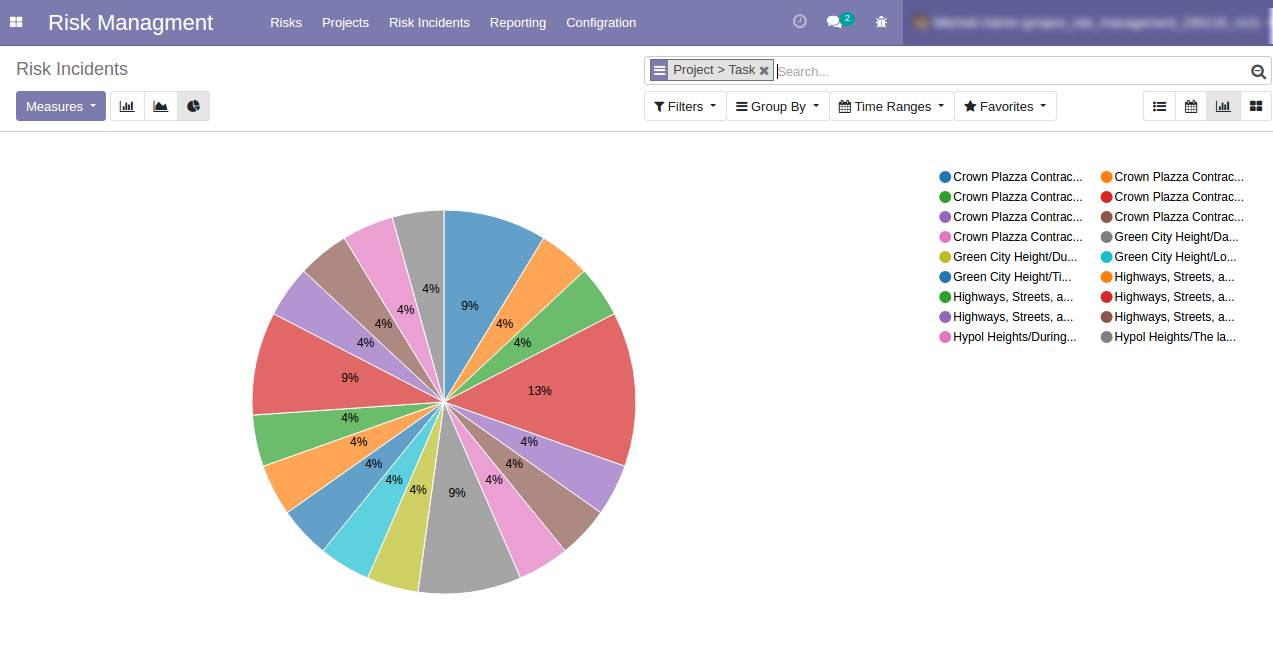 Risk Managment Risks Projects Risk Incidents Reporting Configration 2
Risk Incidents Project > Task Search...
Measures Filters Group By Time Ranges Favorites
Crown Plazza Contrac... Crown Plazza Contrac...
Crown Plazza Contrac... Crown Plazza Contrac...
Crown Plazza Contrac... Crown Plazza Contrac...
Crown Plazza Contrac... Green City Height/Da...
Green City Height/Du... Green City Height/Lo...
Green City Height/Ti... Highways, Streets, a...
Highways, Streets, a... Highways, Streets, a...
Highways, Streets, a... Highways, Streets, a...
Hypol Heights/During... Hypol Heights/The la...
4%
9%
4%
4%
4%
4%
4%
4%
9%
13%
4%
4%
4%
4%
4%
4%
4%
4%
9%